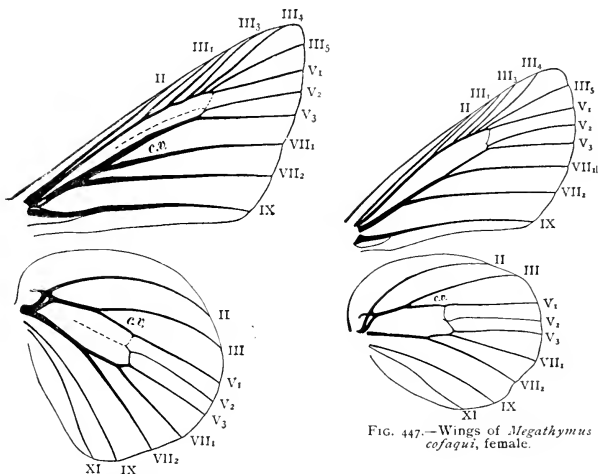 III₄
III₃
III₁
III₅
II
V₁
V₂
V₃
c.v.
VII₁
VII₂
IX
II
c.v.
III
V₁
V₂
V₃
VII₁
VII₂
IX
XI
III₄
III₃
III₁
III₅
II
V₁
V₂
V₃
VII₁
VII₂
IX
II
III
c.v.
V₁
V₂
V₃
VII₁
VII₂
IX
XI
FIG. 447.—Wings of Megathymus
cofaqui, female.